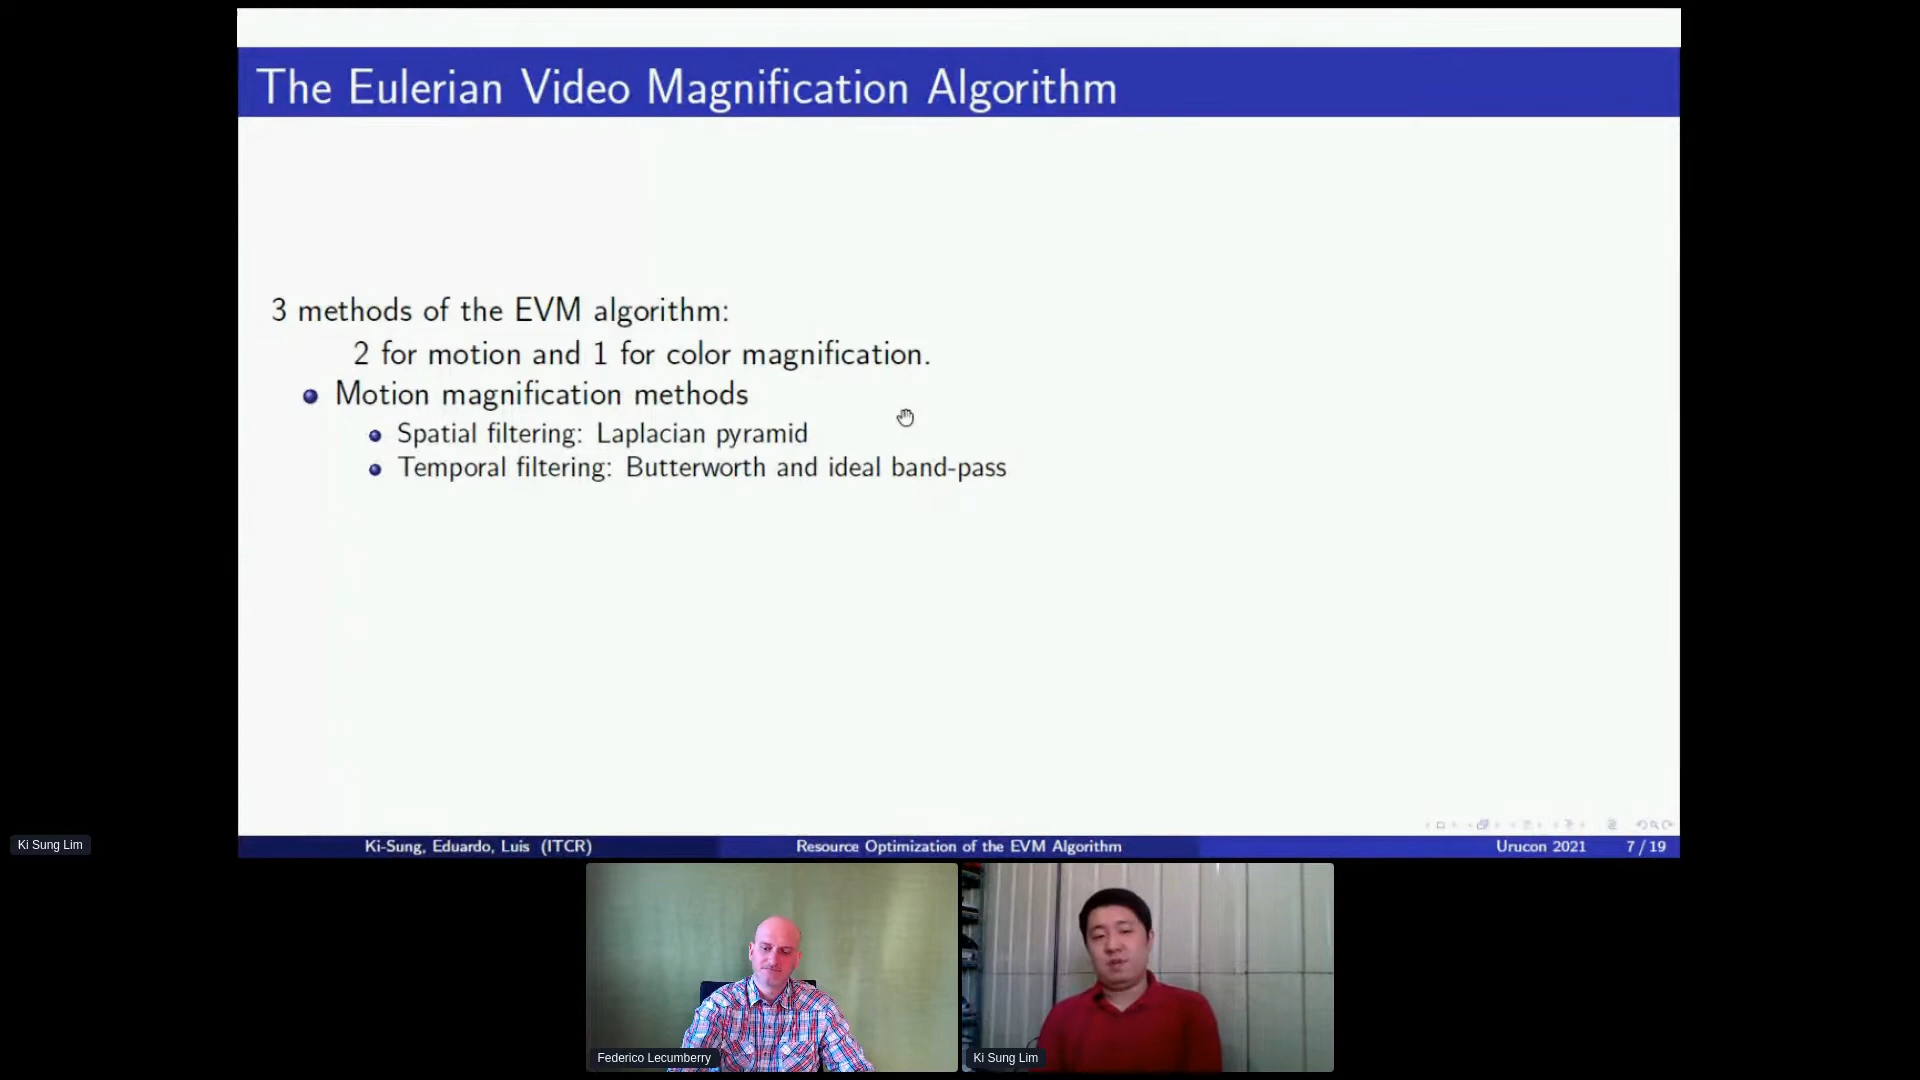 The Eulerian Video Magnification Algorithm
3 methods of the EVM algorithm:
2 for motion and 1 for color magnification.
Motion magnification methods
Spatial filtering: Laplacian pyramid
Temporal filtering: Butterworth and ideal band-pass
Ki-Sung, Eduardo, Luis (ITCR)
Resource Optimization of the EVM Algorithm
Urucon 2021
7 / 19
Ki Sung Lim
Federico Lecumberry
Ki Sung Lim